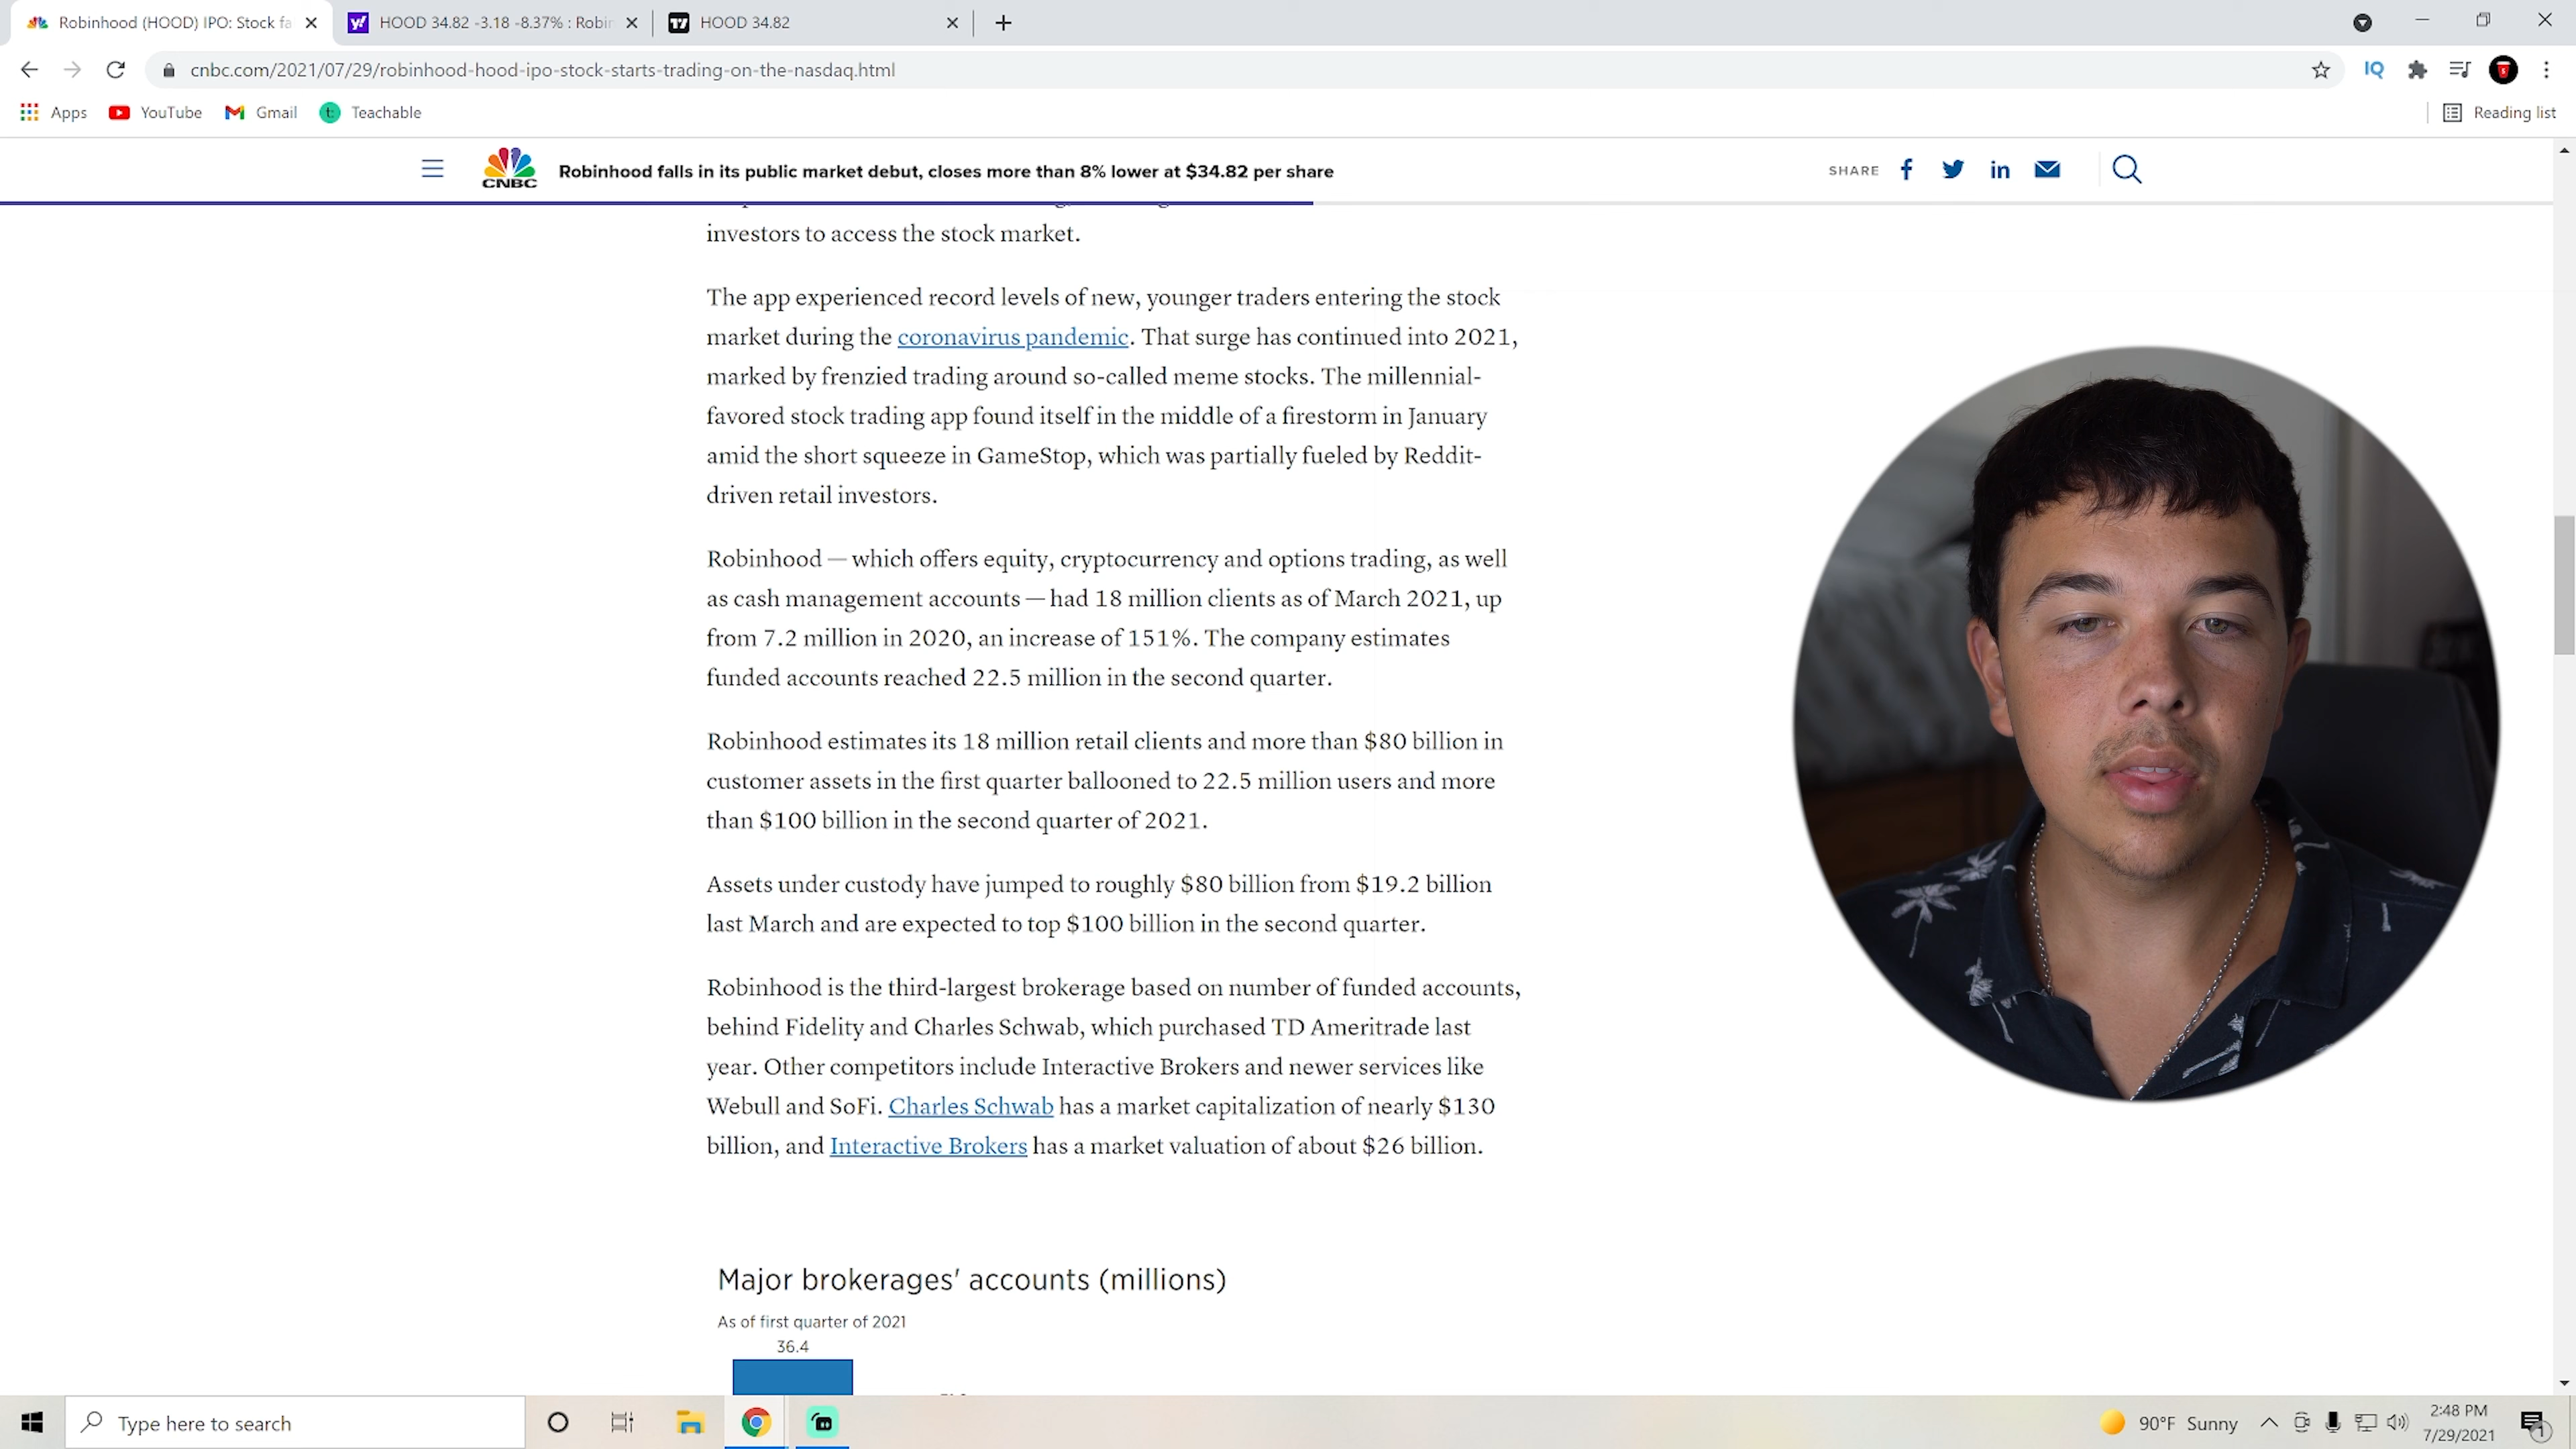 Robinhood (HOOD) IPO: Stock fa
HOOD 34.82 -3.18 -8.37% : Robin
HOOD 34.82
cnbc.com/2021/07/29/robinhood-hood-ipo-stock-starts-trading-on-the-nasdaq.html
IQ
Apps YouTube Gmail Teachable Reading list
CNBC Robinhood falls in its public market debut, closes more than 8% lower at $34.82 per share SHARE
investors to access the stock market.
The app experienced record levels of new, younger traders entering the stock
market during the coronavirus pandemic. That surge has continued into 2021,
marked by frenzied trading around so-called meme stocks. The millennial-
favored stock trading app found itself in the middle of a firestorm in January
amid the short squeeze in GameStop, which was partially fueled by Reddit-
driven retail investors.
Robinhood — which offers equity, cryptocurrency and options trading, as well
as cash management accounts — had 18 million clients as of March 2021, up
from 7.2 million in 2020, an increase of 151%. The company estimates
funded accounts reached 22.5 million in the second quarter.
Robinhood estimates its 18 million retail clients and more than $80 billion in
customer assets in the first quarter ballooned to 22.5 million users and more
than $100 billion in the second quarter of 2021.
Assets under custody have jumped to roughly $80 billion from $19.2 billion
last March and are expected to top $100 billion in the second quarter.
Robinhood is the third-largest brokerage based on number of funded accounts,
behind Fidelity and Charles Schwab, which purchased TD Ameritrade last
year. Other competitors include Interactive Brokers and newer services like
Webull and SoFi. Charles Schwab has a market capitalization of nearly $130
billion, and Interactive Brokers has a market valuation of about $26 billion.
Major brokerages' accounts (millions)
As of first quarter of 2021
36.4
Type here to search
90°F Sunny
2:48 PM
7/29/2021
1